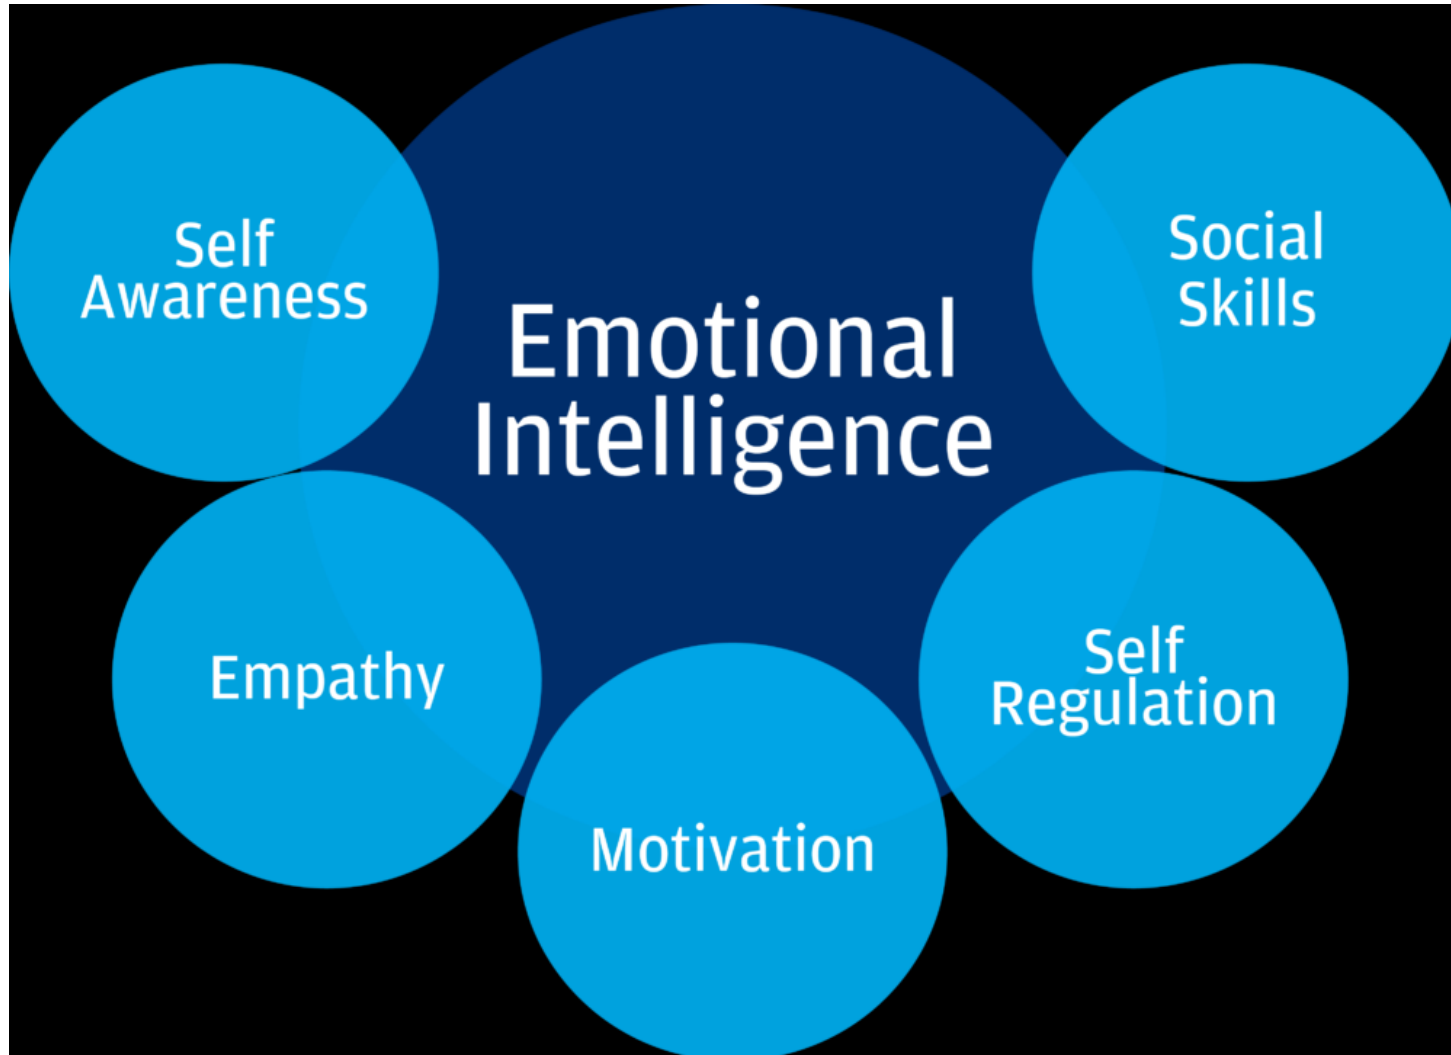 Self
Awareness
Emotional
Intelligence
Social
Skills
Empathy
Motivation
Self
Regulation